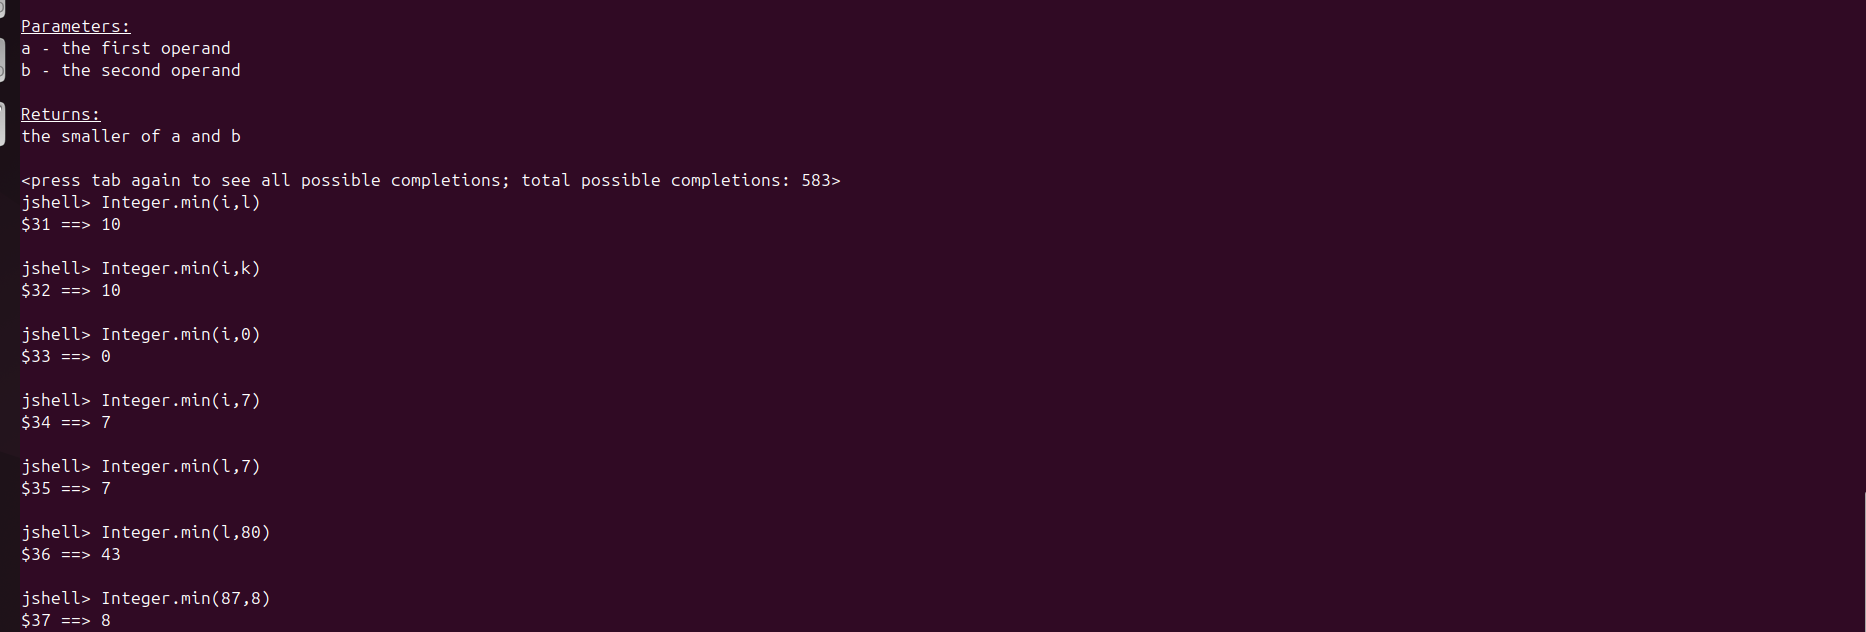 Parameters:
a - the first operand
b - the second operand
Returns:
the smaller of a and b
<press tab again to see all possible completions; total possible completions: 583>
jshell> Integer.min(i,l)
$31 ==> 10
jshell> Integer.min(i,k)
$32 ==> 10
jshell> Integer.min(i,0)
$33 ==> 0
jshell> Integer.min(i,7)
$34 ==> 7
jshell> Integer.min(l,7)
$35 ==> 7
jshell> Integer.min(l,80)
$36 ==> 43
jshell> Integer.min(87,8)
$37 ==> 8